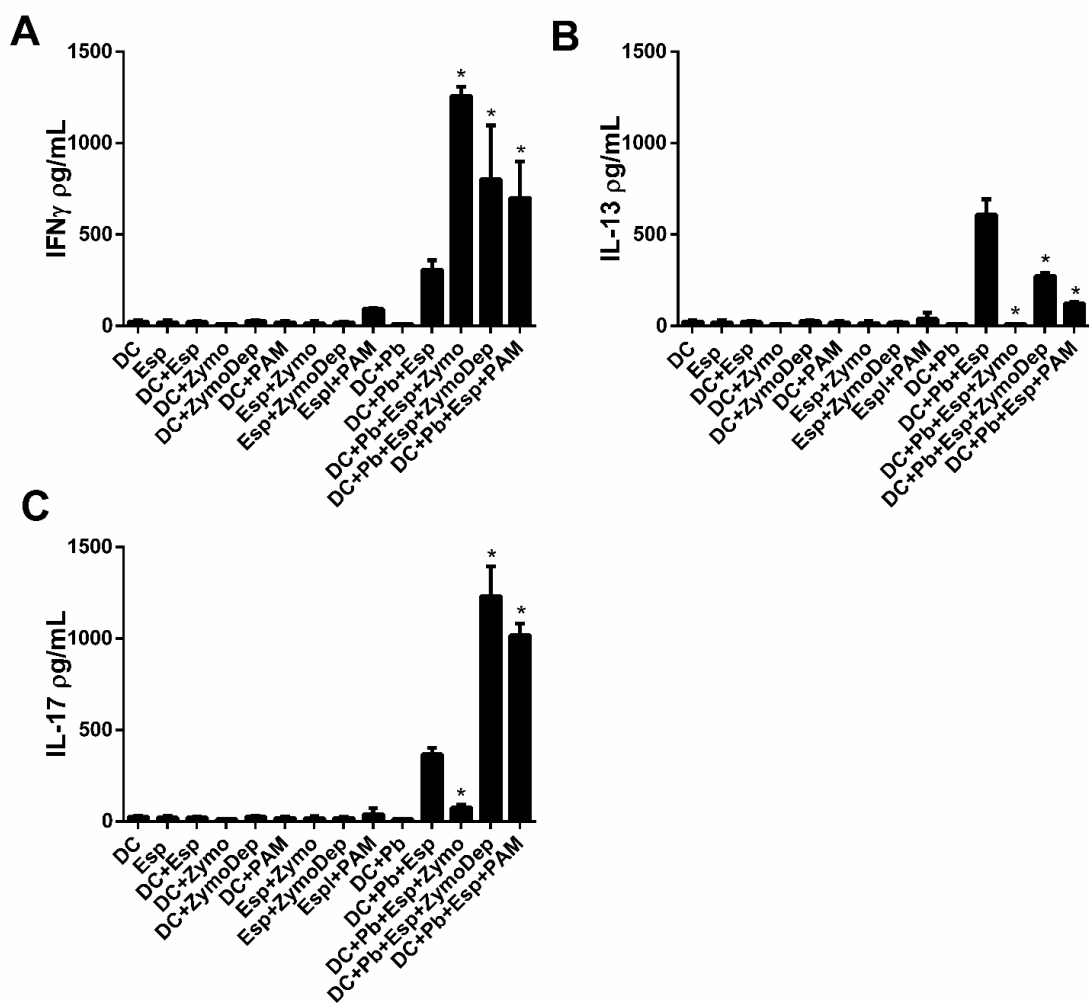 A
1500
1000
500
0
IFNγ ρg/mL
*
*
*
DC
Esp
DC+Esp
DC+Zymo
DC+ZymoDep
DC+PAM
Esp+Zymo
Esp+ZymoDep
Espl+PAM
DC+Pb
DC+Pb+Esp
DC+Pb+Esp+Zymo
DC+Pb+Esp+ZymoDep
DC+Pb+Esp+PAM
B
1500
1000
500
0
IL-13 ρg/mL
*
*
*
DC
Esp
DC+Esp
DC+Zymo
DC+ZymoDep
DC+PAM
Esp+Zymo
Esp+ZymoDep
Espl+PAM
DC+Pb
DC+Pb+Esp
DC+Pb+Esp+Zymo
DC+Pb+Esp+ZymoDep
DC+Pb+Esp+PAM
C
1500
1000
500
0
IL-17 ρg/mL
*
*
*
DC
Esp
DC+Esp
DC+Zymo
DC+ZymoDep
DC+PAM
Esp+Zymo
Esp+ZymoDep
Espl+PAM
DC+Pb
DC+Pb+Esp
DC+Pb+Esp+Zymo
DC+Pb+Esp+ZymoDep
DC+Pb+Esp+PAM